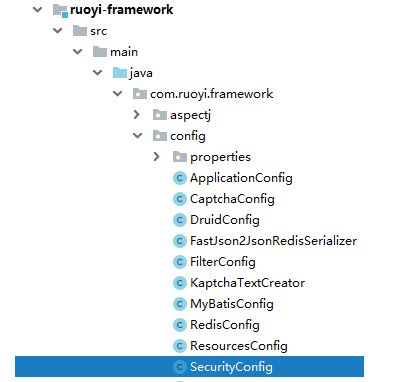 ruoyi-framework
src
main
java
com.ruoyi.framework
aspectj
config
properties
ApplicationConfig
CaptchaConfig
DruidConfig
FastJson2JsonRedisSerializer
FilterConfig
KaptchaTextCreator
MyBatisConfig
RedisConfig
ResourcesConfig
SecurityConfig